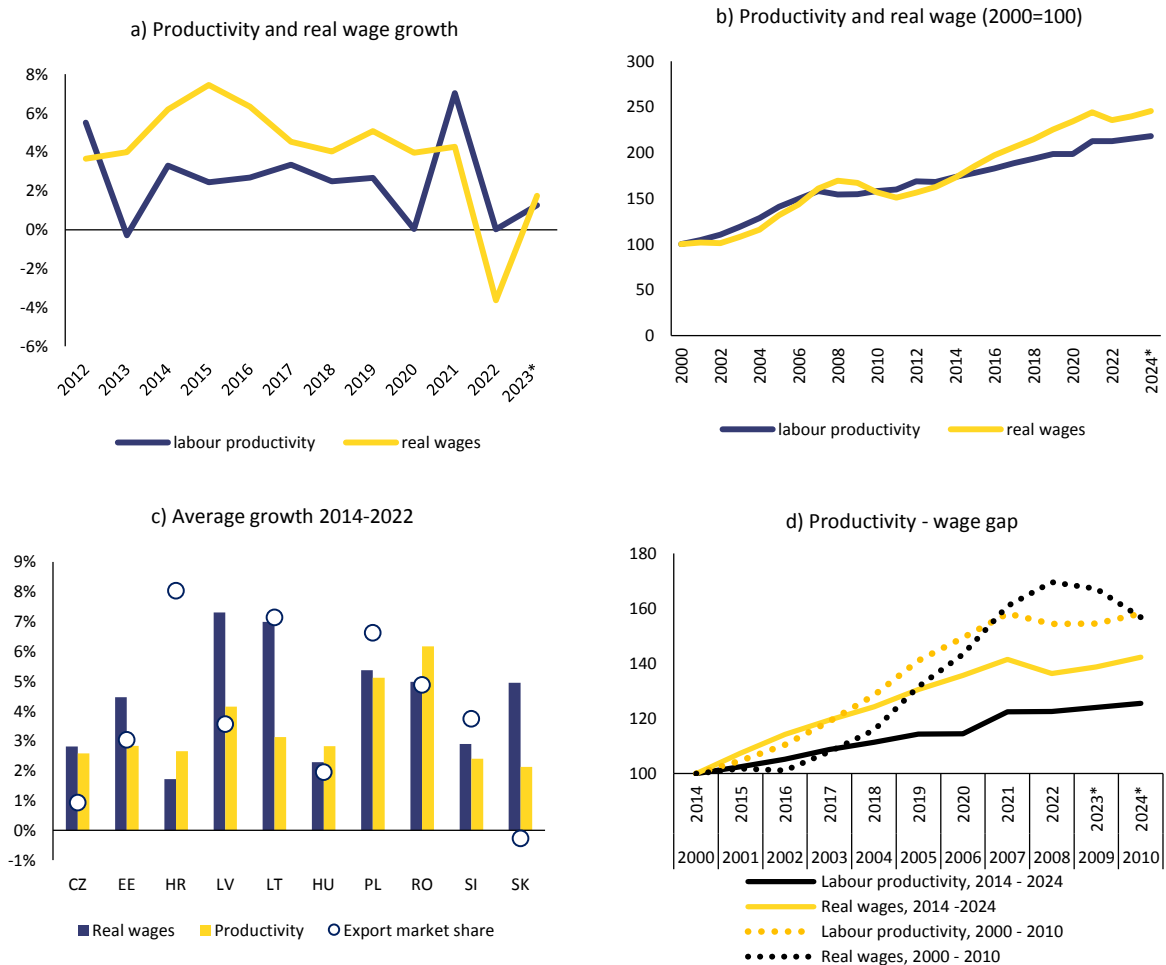 a) Productivity and real wage growth
8%
6%
4%
2%
0%
-2%
-4%
-6%
2012 2013 2014 2015 2016 2017 2018 2019 2020 2021 2022 2023*
labour productivity real wages
b) Productivity and real wage (2000=100)
300
250
200
150
100
50
0
2000 2002 2004 2006 2008 2010 2012 2014 2016 2018 2020 2022 2024*
labour productivity real wages
c) Average growth 2014-2022
9%
8%
7%
6%
5%
4%
3%
2%
1%
0%
-1%
CZ EE HR LV LT HU PL RO SI SK
Real wages Productivity Export market share
d) Productivity - wage gap
180
160
140
120
100
2014 2015 2016 2017 2018 2019 2020 2021 2022 2023* 2024*
2000 2001 2002 2003 2004 2005 2006 2007 2008 2009 2010
Labour productivity, 2014 - 2024
Real wages, 2014 -2024
Labour productivity, 2000 - 2010
Real wages, 2000 - 2010